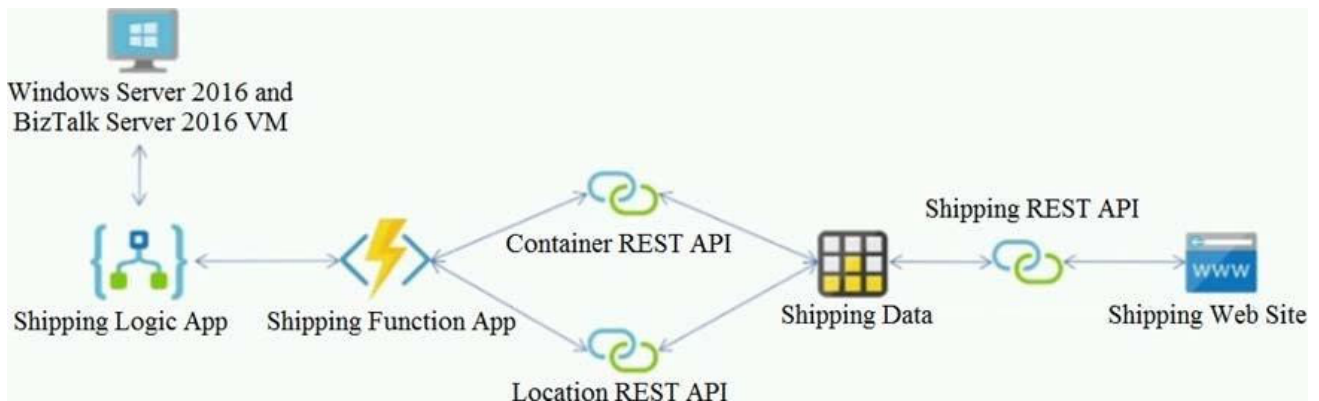 Windows Server 2016 and
BizTalk Server 2016 VM
Shipping REST API
Container REST API
www
Shipping Logic App
Shipping Function App
Shipping Data
Shipping Web Site
Location REST API